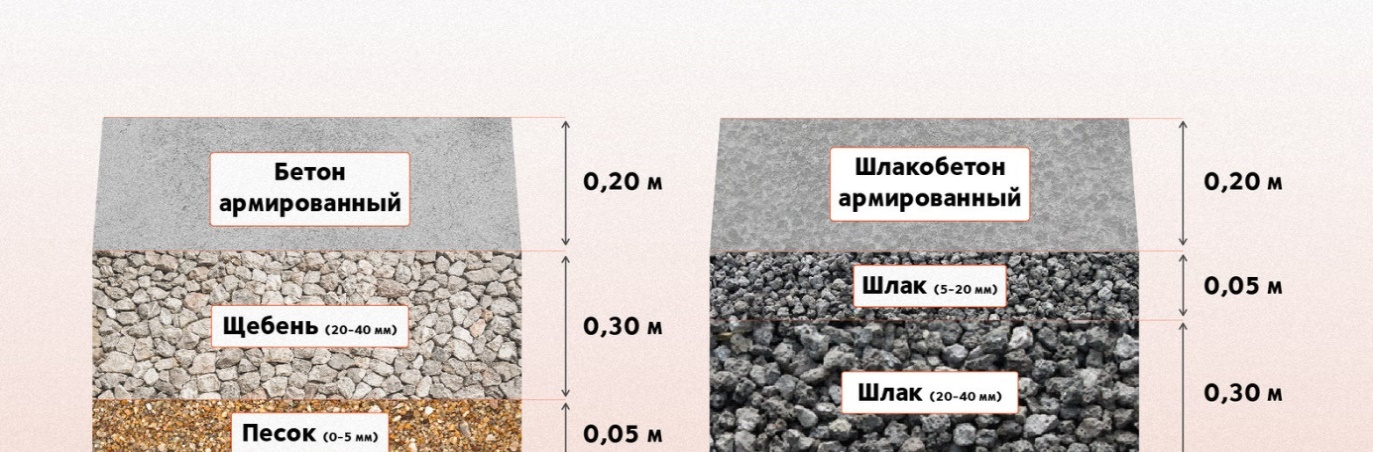 Бетон
армированный
0,20 м
Щебень (20-40 мм)
0,30 м
Песок (0-5 мм)
0,05 м
Шлакобетон
армированный
0,20 м
Шлак (5-20 мм)
0,05 м
Шлак (20-40 мм)
0,30 м